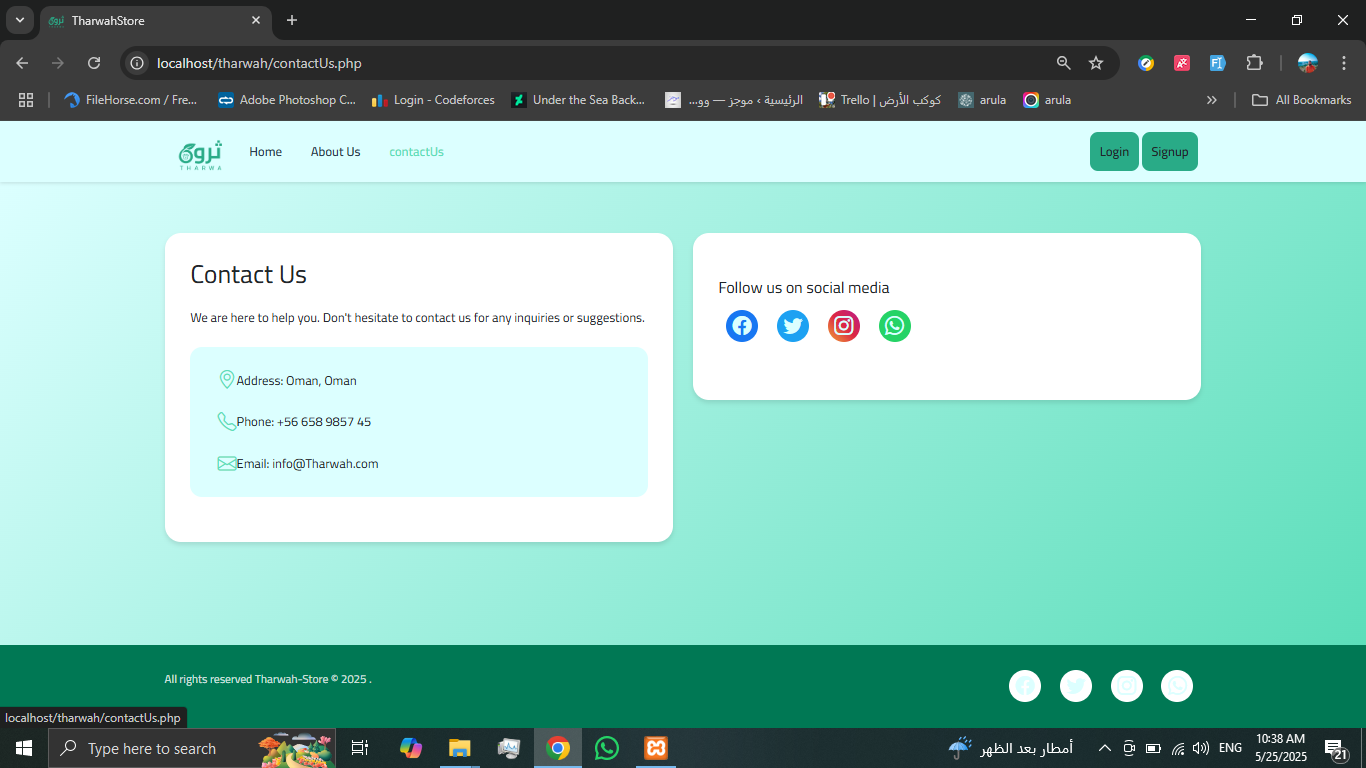 TharwahStore
localhost/tharwah/contactUs.php
FileHorse.com / Fre...
Adobe Photoshop C...
Login - Codeforces
Under the Sea Back...
الرئيسية › موجز — وو...
كوكب الأرض | Trello
arula
arula
All Bookmarks
ثروة
THARWA
Home
About Us
contactUs
Login
Signup
Contact Us
We are here to help you. Don't hesitate to contact us for any inquiries or suggestions.
Address: Oman, Oman
Phone: +56 658 9857 45
Email: info@Tharwah.com
Follow us on social media
All rights reserved Tharwah-Store © 2025 .
localhost/tharwah/contactUs.php
Type here to search
أمطار بعد الظهر
ENG
10:38 AM
5/25/2025
21